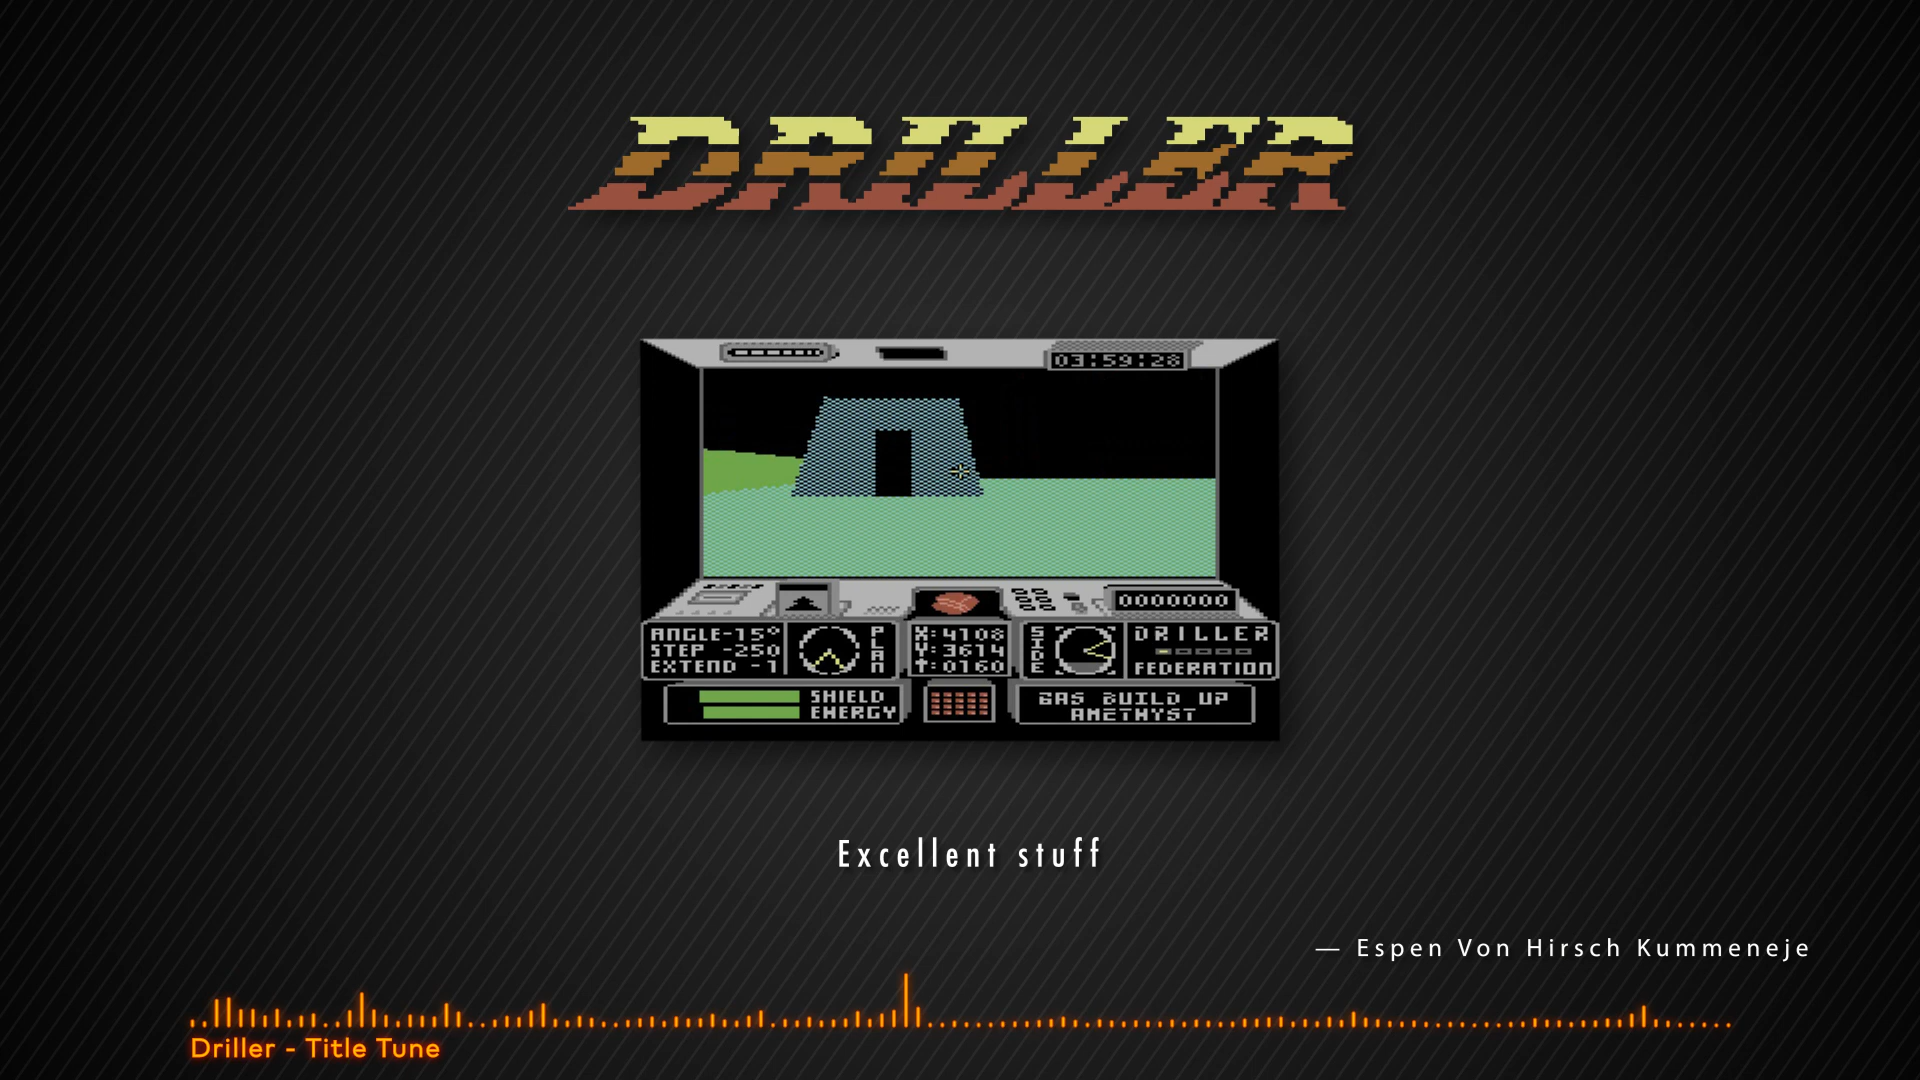 DRILLER
03:59:28
0000000
ANGLE-15°
STEP -250
EXTEND -1
PLAN
X:4108
Y:3614
↑:0160
SIDE
DRILLER
FEDERATION
SHIELD
ENERGY
GAS BUILD UP
AMETHYST
Excellent stuff
— Espen Von Hirsch Kummeneje
Driller - Title Tune